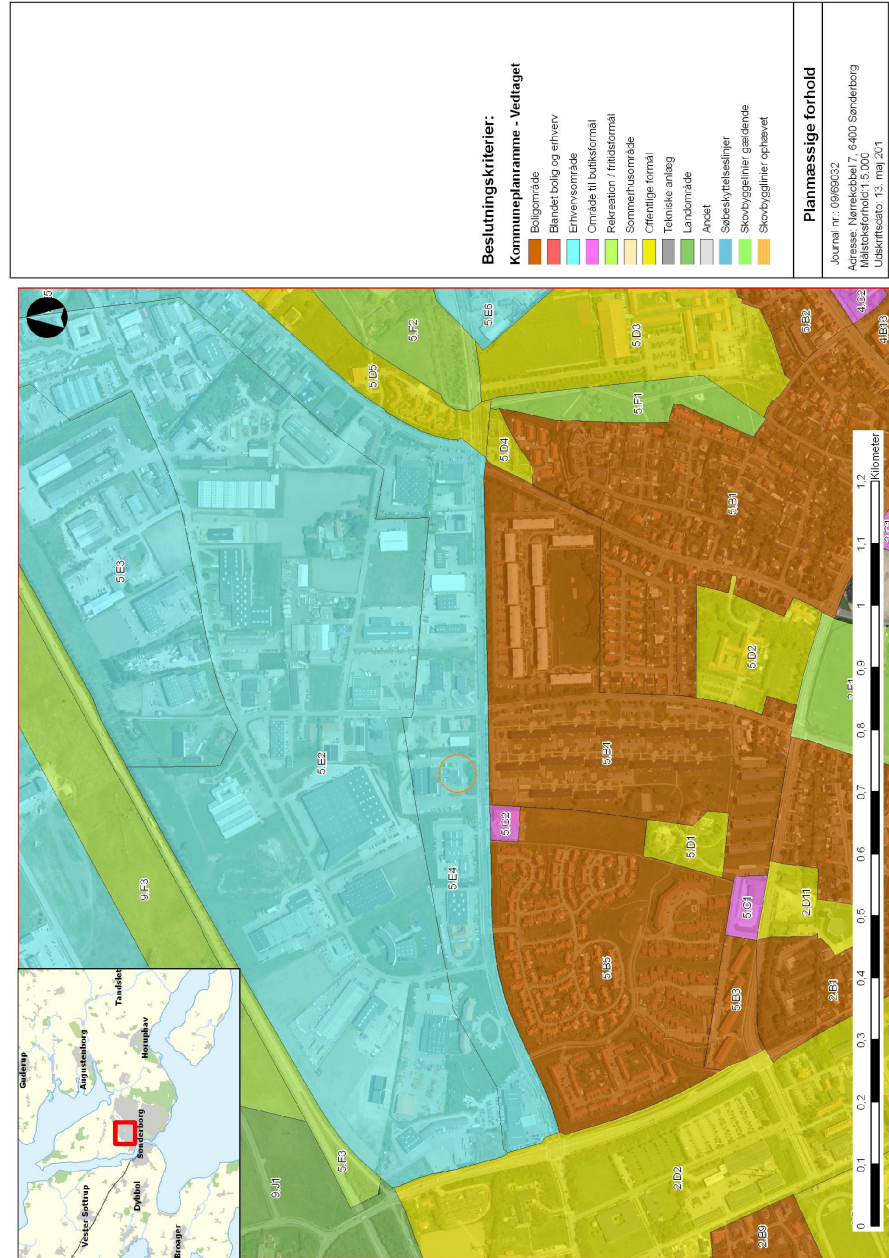 Beslutningskriterier:
Kommuneplanramme - Vedtaget
Boligområde
Blandet bolig og erhverv
Erhvervsområde
Område til butiksformål
Rekreation / fritidsformål
Sommerhusområde
Offentlige formål
Tekniske anlæg
Landområde
Andet
Søbeskyttelseslinjer
Skovbyggelinier gældende
Skovbygglinier ophævet
Planmæssige forhold
Journal nr.: 09/69032
Adresse: Nørrekobbel 7, 6400 Sønderborg
Målstoksforhold:1:5.000
Udskriftsdato: 13. maj 201
Guderup
Tandslet
Augustenborg
Horuphav
Vester Sottrup
Sonderborg
Dybbol
Broager
9.F3
5.E3
5.F2
5.E6
5.D5
5.D3
5.B2
4.C2
4.B13
5.F1
5.D4
5.B1
5.E2
5.D2
5.B4
5.E4
5.C2
5.D1
5.C1
2.D11
5.B5
5.B3
2.B1
9.J1
5.F3
2.D2
2.B9
0
0,1
0,2
0,3
0,4
0,5
0,6
0,7
0,8
0,9
1
1,1
1,2
Kilometer